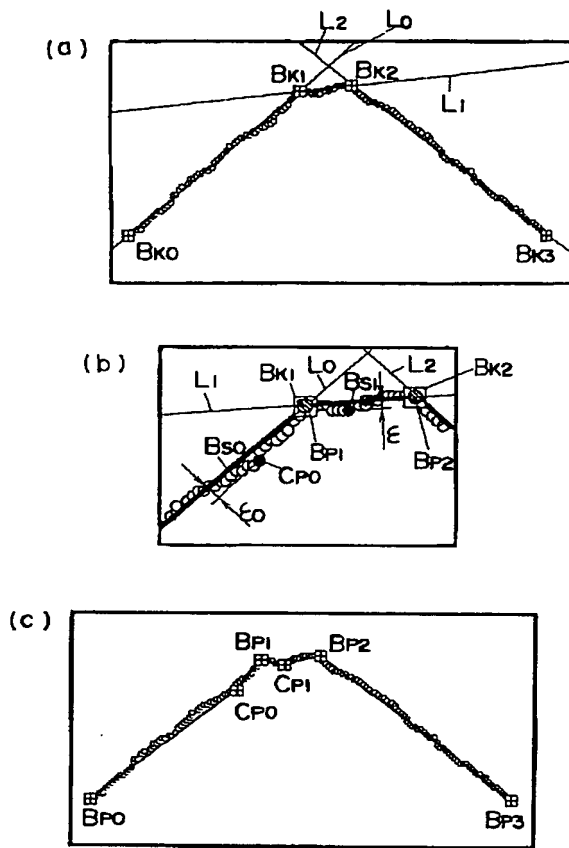 (a)
L2 L0
BK1 BK2
L1
BK0 BK3
(b)
L1 BK1 L0 BS1 L2 BK2
BS0 BP1 ε BP2
CP0
ε0
(c)
BP1 BP2
CP1
CP0
BP0 BP3